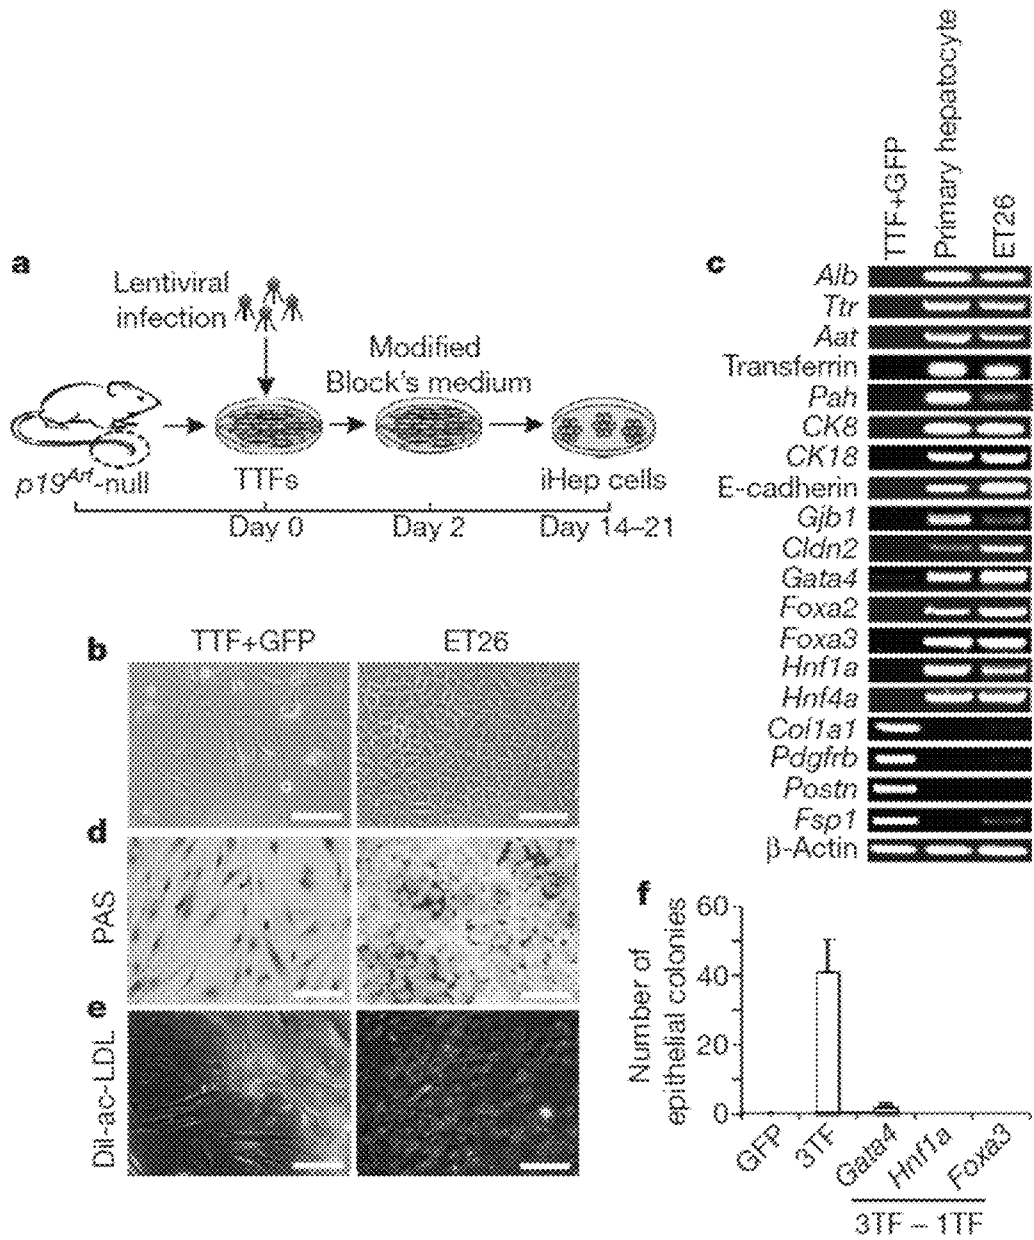 a
Lentiviral
infection
Modified
Block's medium
p19Arf-null
TTFs
iHep cells
Day 0
Day 2
Day 14–21
b
TTF+GFP
ET26
d
PAS
e
Dil-ac-LDL
c
TTF+GFP
Primary hepatocyte
ET26
Alb
Ttr
Aat
Transferrin
Pah
CK8
CK18
E-cadherin
Gjb1
Cldn2
Gata4
Foxa2
Foxa3
Hnf1a
Hnf4a
Col1a1
Pdgfrb
Postn
Fsp1
β-Actin
f
Number of
epithelial colonies
60
40
20
0
GFP
3TF
Gata4
Hnf1a
Foxa3
3TF – 1TF